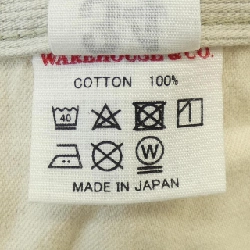 WAREHOUSE & CO.
COTTON 100%
40
W
MADE IN JAPAN